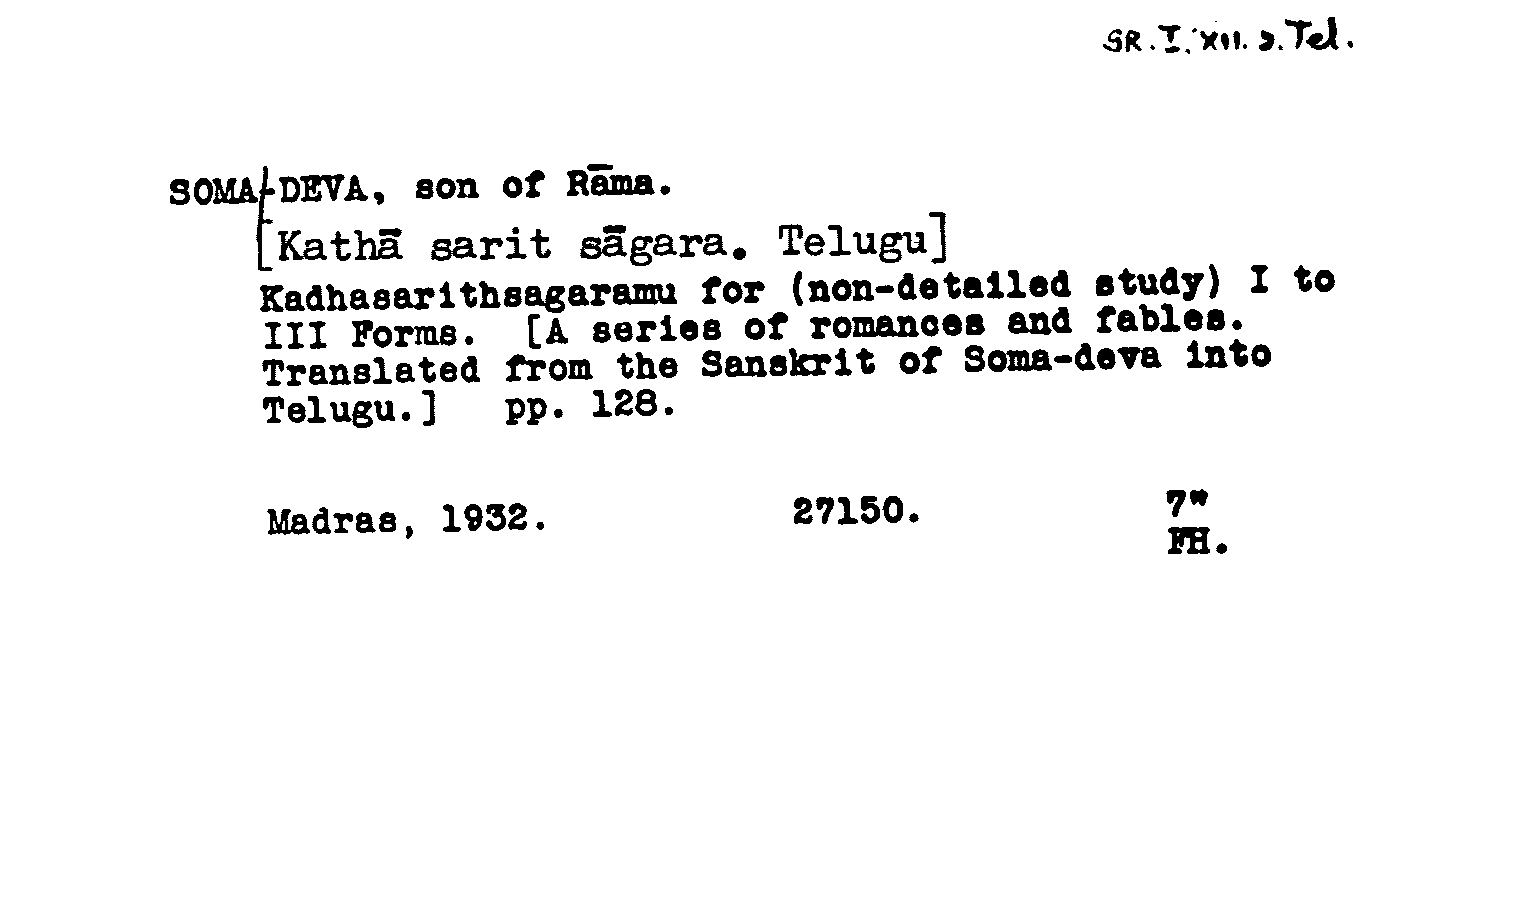 SR.I.XII. 2. Tel.
SOMA-DEVA, son of Rāma.
[Kathā sarit sāgara. Telugu]
Kadhasarithsagaramu for (non-detailed study) I to
III Forms. [A series of romances and fables.
Translated from the Sanskrit of Soma-deva into
Telugu.] pp. 128.
Madras, 1932. 27150. 7"
FH.